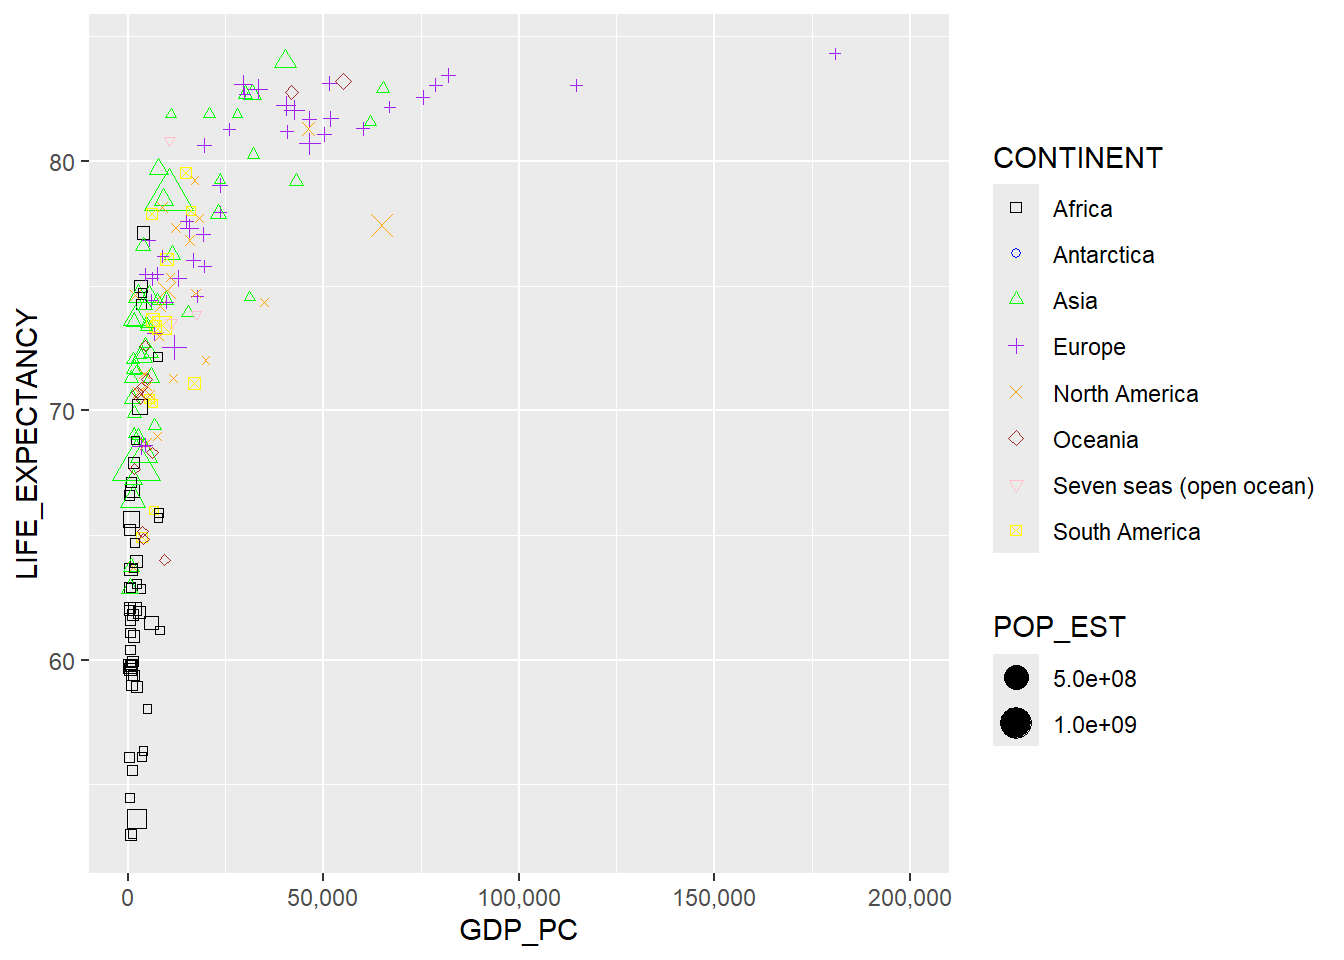 80
70
60
LIFE_EXPECTANCY
0
50,000
100,000
150,000
200,000
GDP_PC
CONTINENT
Africa
Antarctica
Asia
Europe
North America
Oceania
Seven seas (open ocean)
South America
POP_EST
5.0e+08
1.0e+09